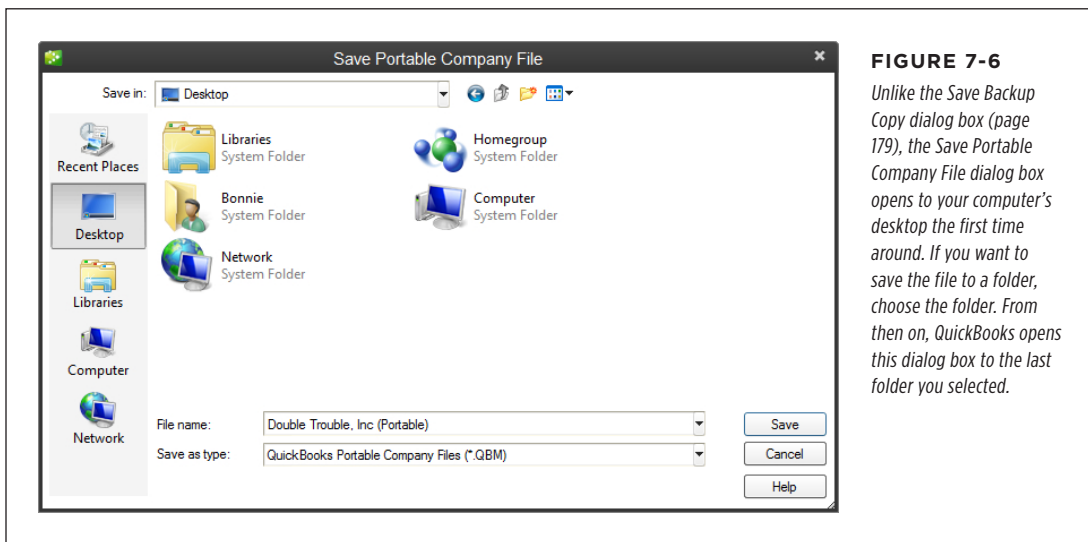 Save Portable Company File
Save in:
Desktop
Recent Places
Desktop
Libraries
Computer
Network
Libraries
System Folder
Homegroup
System Folder
Bonnie
System Folder
Computer
System Folder
Network
System Folder
File name:
Double Trouble, Inc (Portable)
Save
Save as type:
QuickBooks Portable Company Files (*.QBM)
Cancel
Help
FIGURE 7-6
Unlike the Save Backup
Copy dialog box (page
179), the Save Portable
Company File dialog box
opens to your computer’s
desktop the first time
around. If you want to
save the file to a folder,
choose the folder. From
then on, QuickBooks opens
this dialog box to the last
folder you selected.